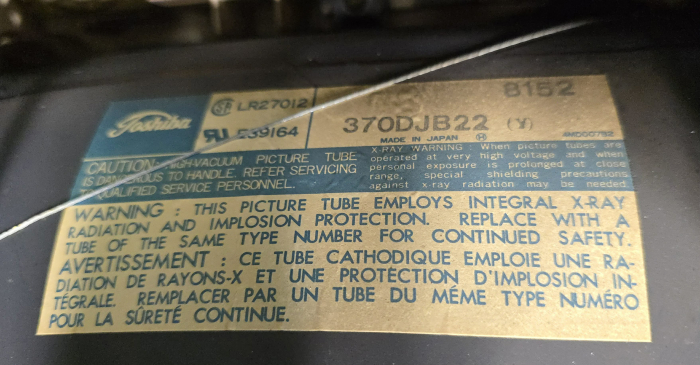 8152
Toshiba
LR27012
E39164
370DJB22 (Y)
MADE IN JAPAN (H)
CAUTION: HIGH-VACUUM PICTURE TUBE
IS DANGEROUS TO HANDLE. REFER SERVICING
TO QUALIFIED SERVICE PERSONNEL.
X-RAY WARNING: When picture tubes are
operated at very high voltage and when
personal exposure is prolonged at close
range, special shielding precautions
against x-ray radiation may be needed
WARNING : THIS PICTURE TUBE EMPLOYS INTEGRAL X-RAY
RADIATION AND IMPLOSION PROTECTION. REPLACE WITH A
TUBE OF THE SAME TYPE NUMBER FOR CONTINUED SAFETY.
AVERTISSEMENT : CE TUBE CATHODIQUE EMPLOIE UNE RA-
DIATION DE RAYONS-X ET UNE PROTECTION D'IMPLOSION IN-
TÉGRALE. REMPLACER PAR UN TUBE DU MÉME TYPE NUMÉRO
POUR LA SÛRETÉ CONTINUE.